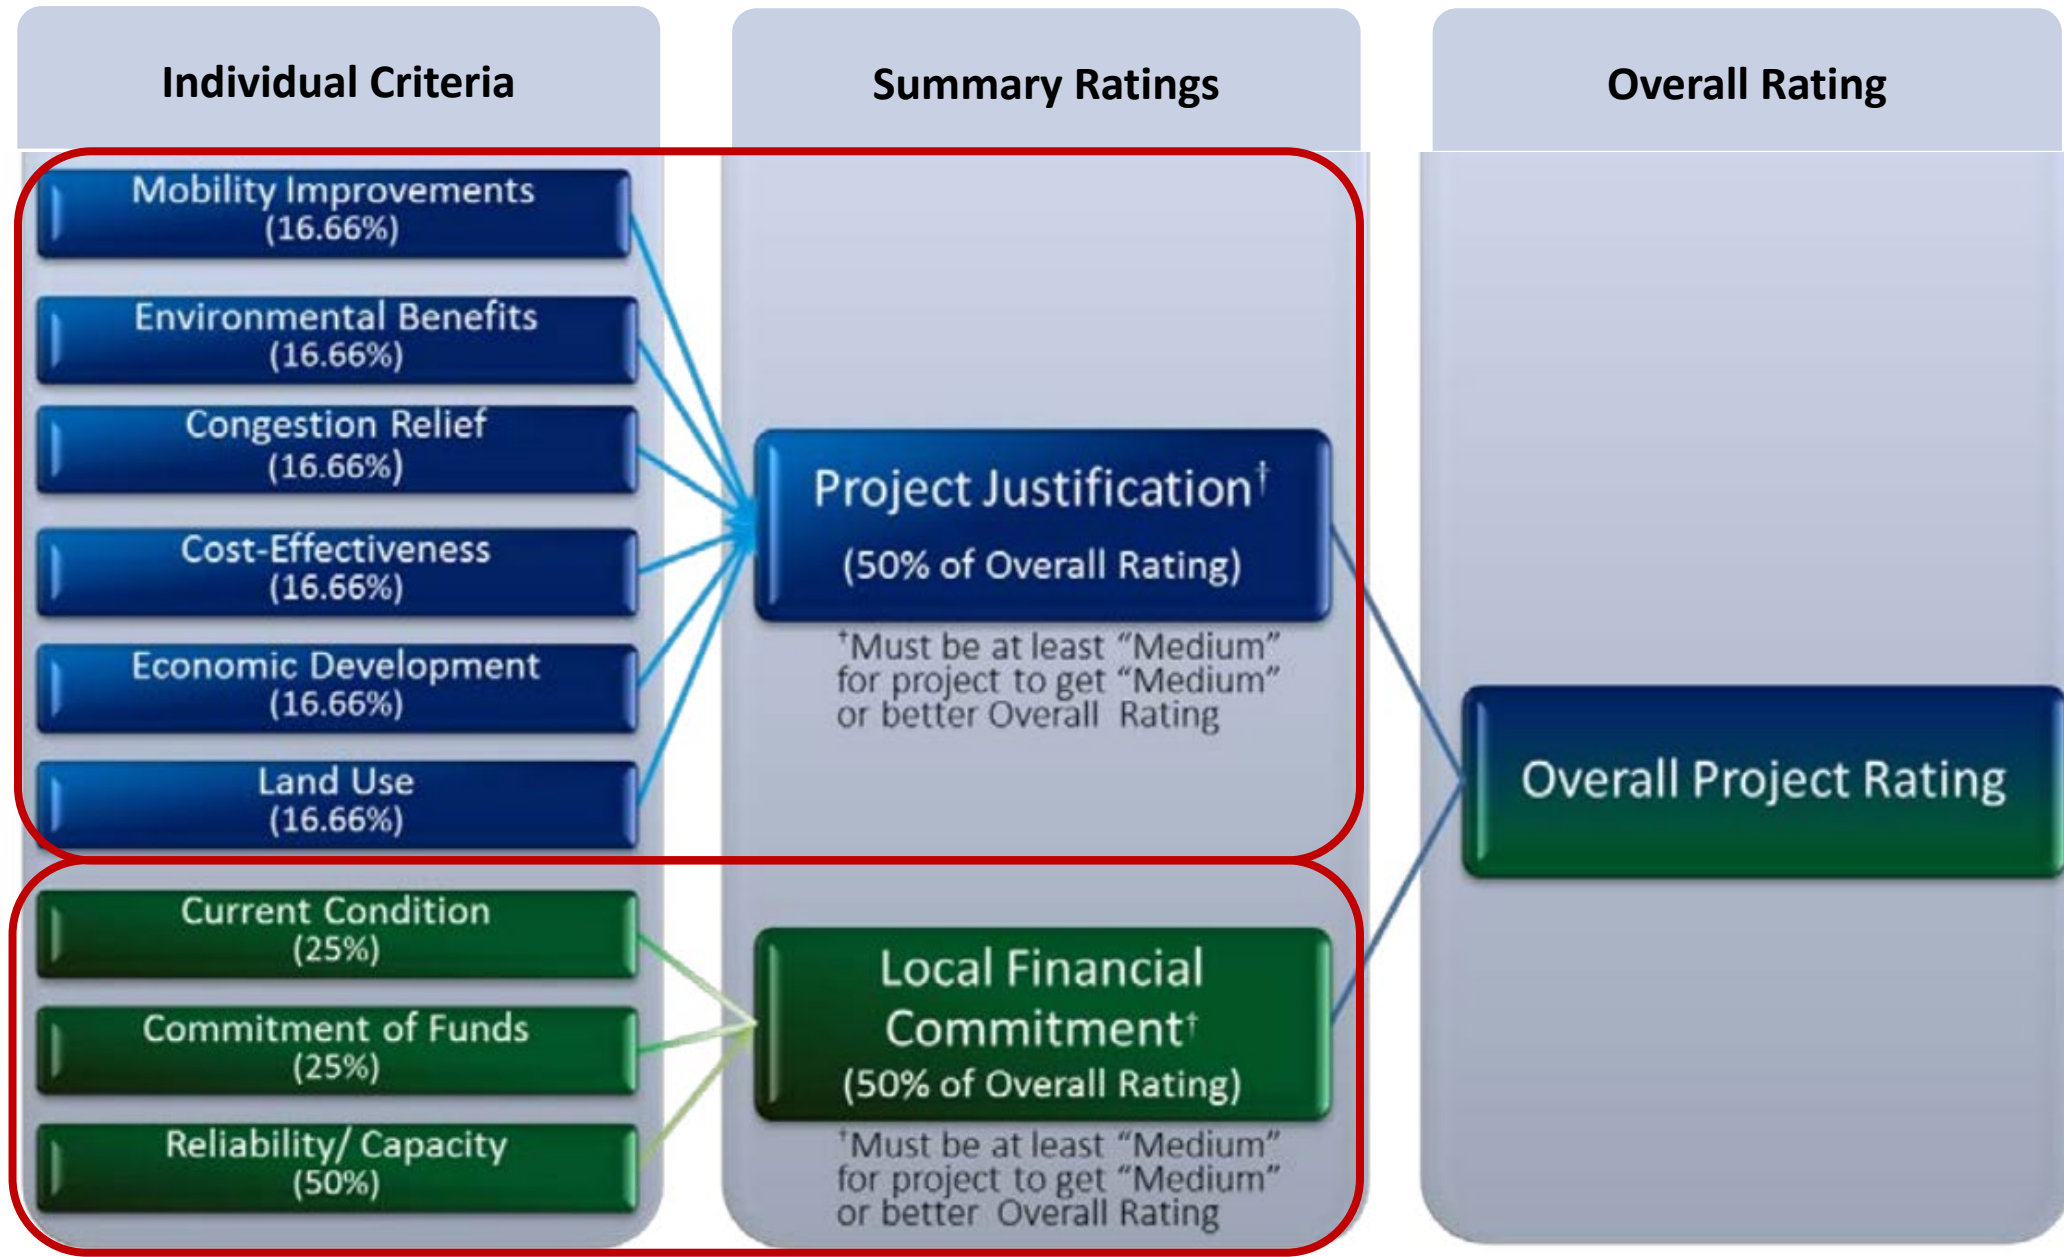 Individual Criteria
Summary Ratings
Overall Rating
Mobility Improvements
(16.66%)
Environmental Benefits
(16.66%)
Congestion Relief
(16.66%)
Cost-Effectiveness
(16.66%)
Economic Development
(16.66%)
Land Use
(16.66%)
Project Justification†
(50% of Overall Rating)
†Must be at least “Medium”
for project to get “Medium”
or better Overall Rating
Current Condition
(25%)
Commitment of Funds
(25%)
Reliability/ Capacity
(50%)
Local Financial
Commitment†
(50% of Overall Rating)
†Must be at least “Medium”
for project to get “Medium”
or better Overall Rating
Overall Project Rating